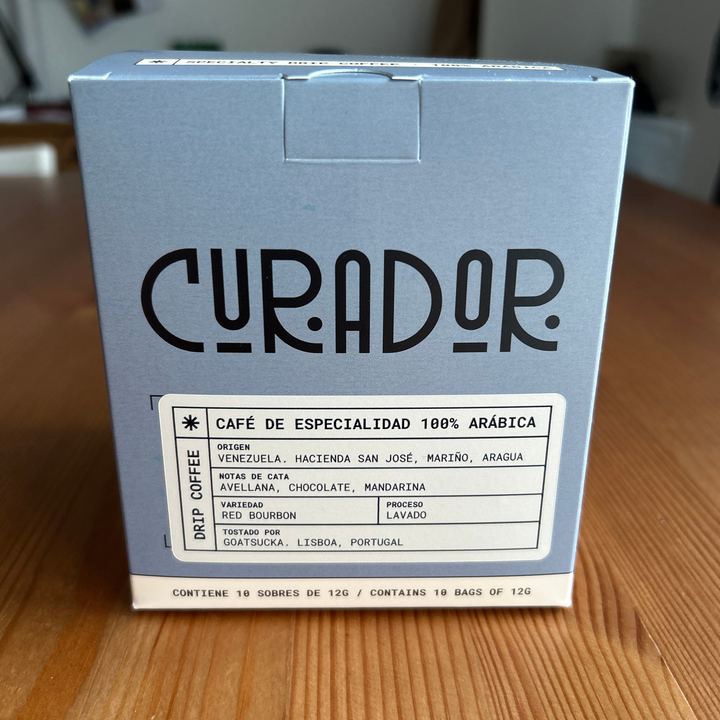 SPECIALTY DRIP COFFEE - 100% ARABICA
CURADOR
CAFÉ DE ESPECIALIDAD 100% ARÁBICA
DRIP COFFEE
ORIGEN
VENEZUELA. HACIENDA SAN JOSÉ, MARIÑO, ARAGUA
NOTAS DE CATA
AVELLANA, CHOCOLATE, MANDARINA
VARIEDAD
RED BOURBON
PROCESO
LAVADO
TOSTADO POR
GOATSUCKA. LISBOA, PORTUGAL
CONTIENE 10 SOBRES DE 12G / CONTAINS 10 BAGS OF 12G